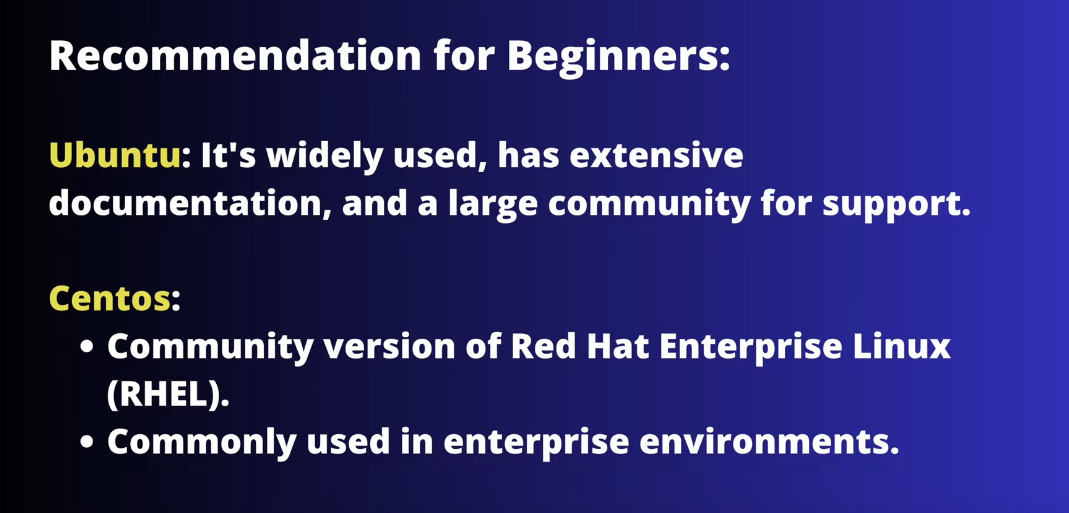 Recommendation for Beginners:
Ubuntu: It's widely used, has extensive
documentation, and a large community for support.
Centos:
• Community version of Red Hat Enterprise Linux
(RHEL).
• Commonly used in enterprise environments.